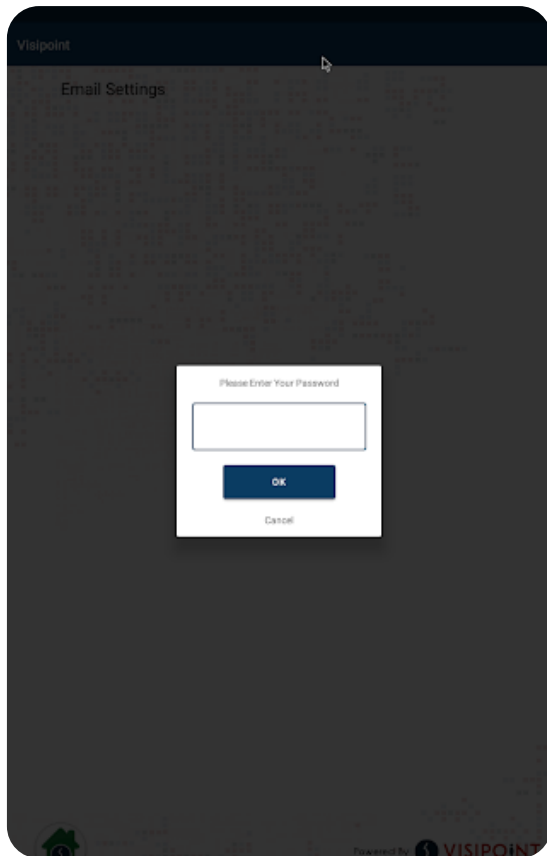 Visipoint
Email Settings
Please Enter Your Password
OK
Cancel
Powered By VISIPOiNT